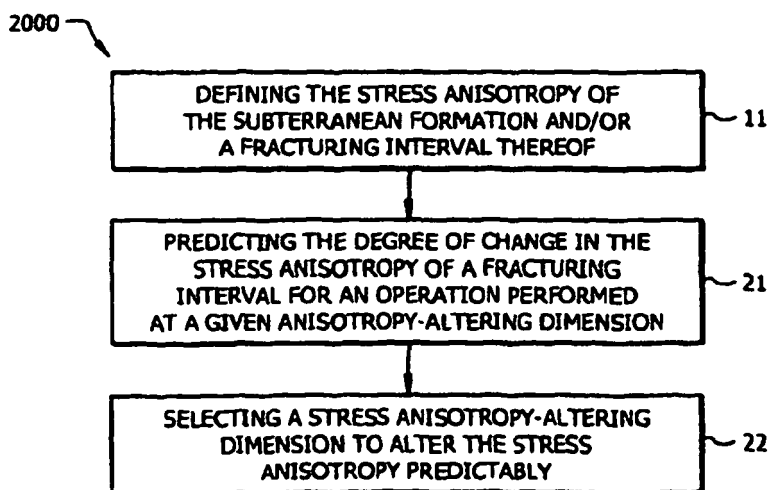 2000
DEFINING THE STRESS ANISOTROPY OF
THE SUBTERRANEAN FORMATION AND/OR
A FRACTURING INTERVAL THEREOF
11
PREDICTING THE DEGREE OF CHANGE IN THE
STRESS ANISOTROPY OF A FRACTURING
INTERVAL FOR AN OPERATION PERFORMED
AT A GIVEN ANISOTROPY-ALTERING DIMENSION
21
SELECTING A STRESS ANISOTROPY-ALTERING
DIMENSION TO ALTER THE STRESS
ANISOTROPY PREDICTABLY
22